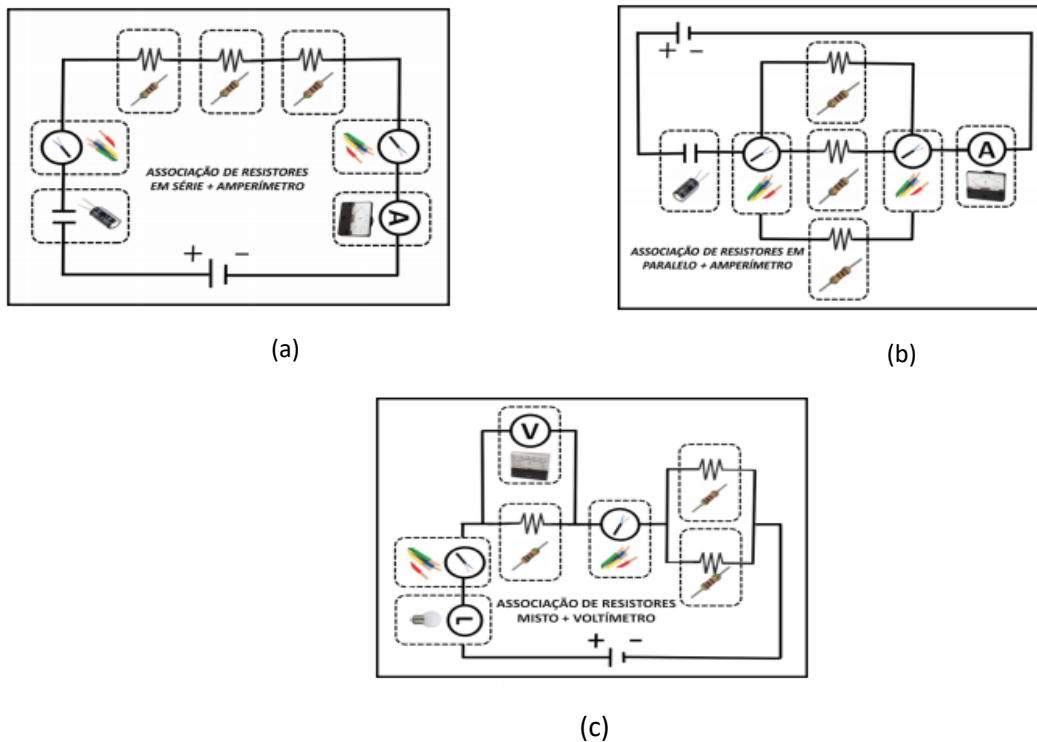 ASSOCIAÇÃO DE RESISTORES
EM SÉRIE + AMPERÍMETRO
A
+ −
(a)
+ −
A
ASSOCIAÇÃO DE RESISTORES EM
PARALELO + AMPERÍMETRO
(b)
V
L
ASSOCIAÇÃO DE RESISTORES
MISTO + VOLTÍMETRO
+ −
(c)